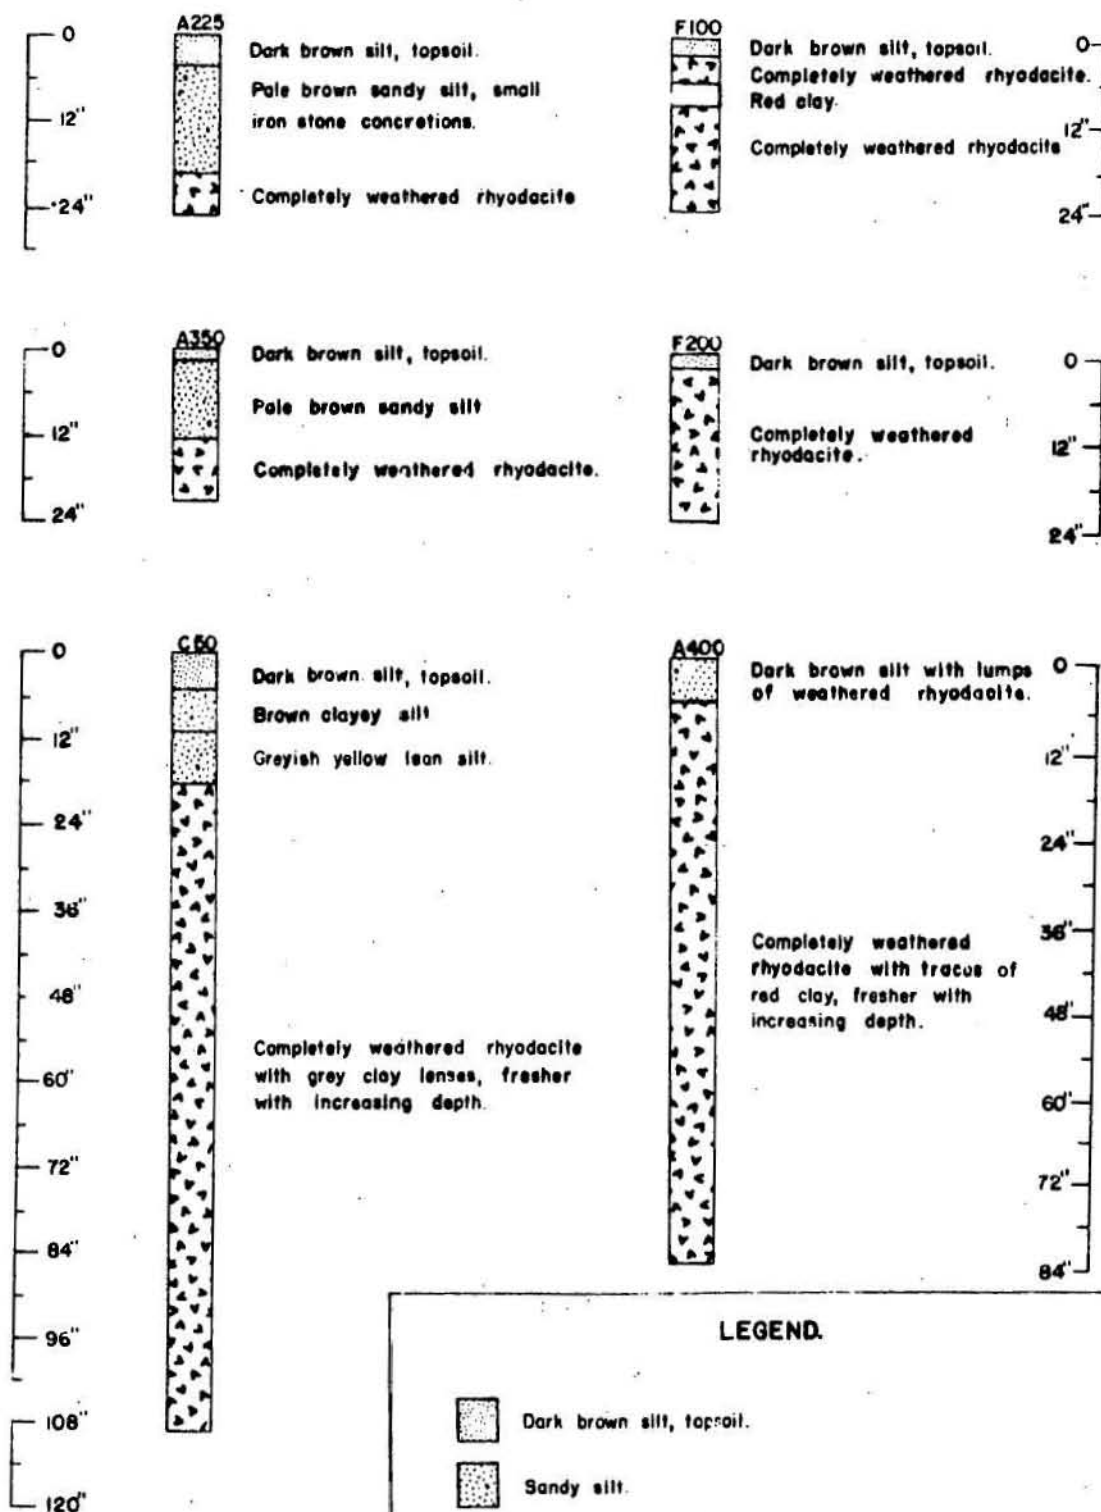 A225
0
12"
24"
Dark brown silt, topsoil.
Pale brown sandy silt, small
iron stone concretions.
Completely weathered rhyodacite
F100
Dark brown silt, topsoil.
Completely weathered rhyodacite.
Red clay.
Completely weathered rhyodacite
0
12"
24"
A350
0
12"
24"
Dark brown silt, topsoil.
Pale brown sandy silt
Completely weathered rhyodacite.
F200
Dark brown silt, topsoil.
Completely weathered
rhyodacite.
0
12"
24"
C50
0
12"
24"
36"
48"
60"
72"
84"
96"
108"
120"
Dark brown silt, topsoil.
Brown clayey silt
Greyish yellow lean silt.
Completely weathered rhyodacite
with grey clay lenses, fresher
with increasing depth.
A400
Dark brown silt with lumps
of weathered rhyodacite.
Completely weathered
rhyodacite with traces of
red clay, fresher with
increasing depth.
0
12"
24"
36"
48"
60"
72"
84"
LEGEND.
Dark brown silt, topsoil.
Sandy silt.